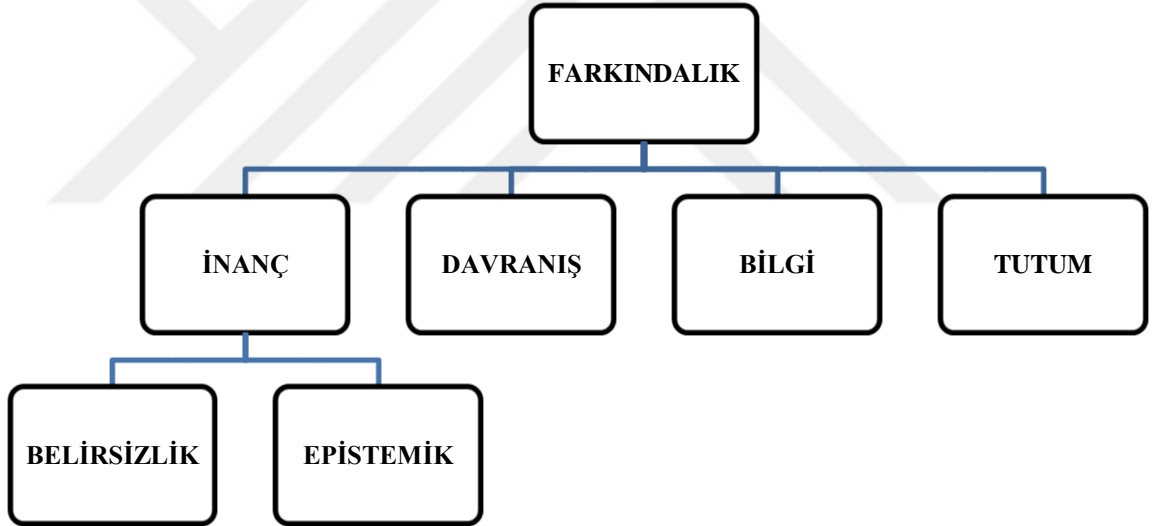 FARKINDALIK
İNANÇ
DAVRANIŞ
BİLGİ
TUTUM
BELİRSİZLİK
EPİSTEMİK